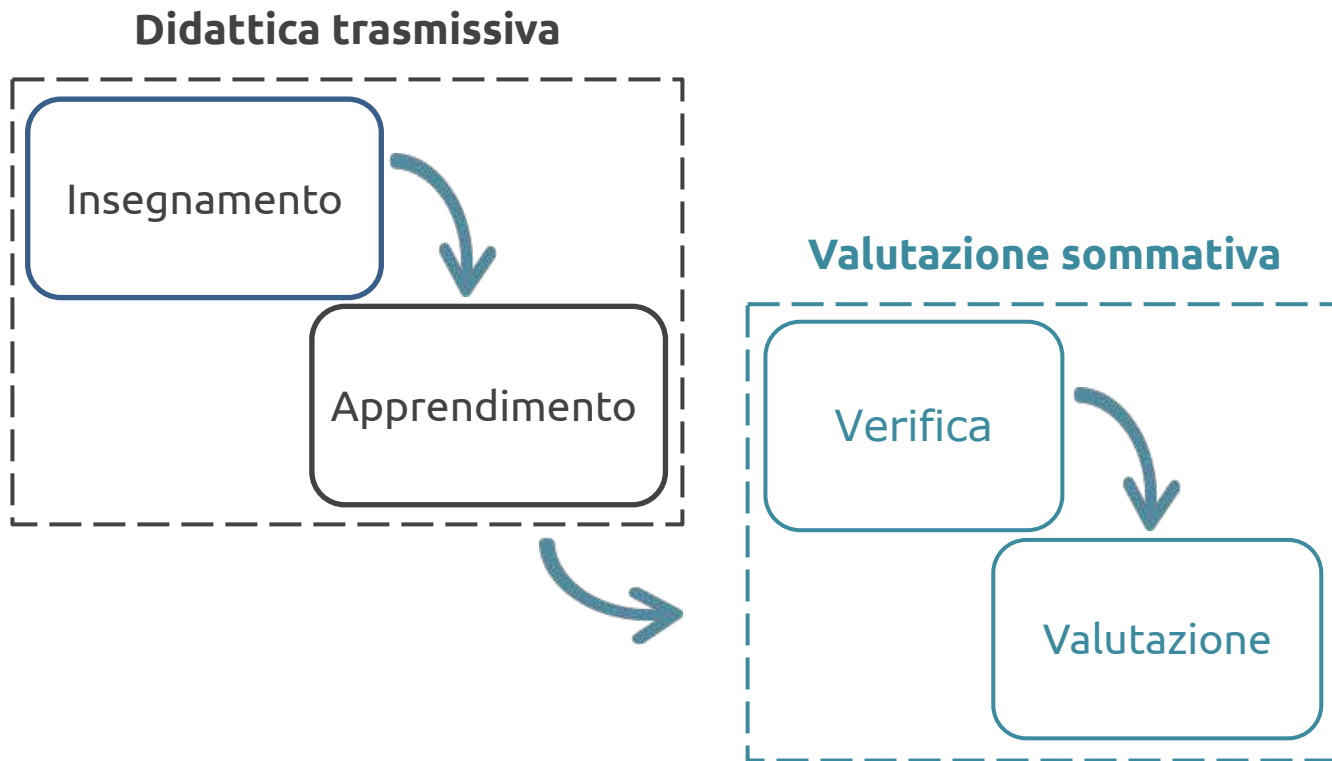 Didattica trasmissiva
Insegnamento
Apprendimento
Valutazione sommativa
Verifica
Valutazione